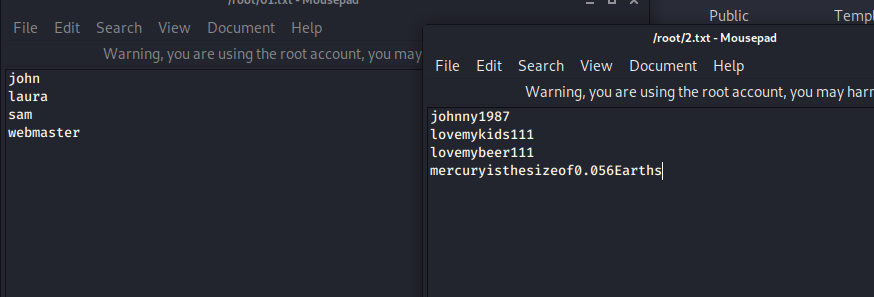 /root/01.txt - Mousepad
File Edit Search View Document Help
Warning, you are using the root account, you may
john
laura
sam
webmaster
Public Templ
/root/2.txt - Mousepad
File Edit Search View Document Help
Warning, you are using the root account, you may harr
johnny1987
lovemykids111
lovemybeer111
mercuryisthesizeof0.056Earths